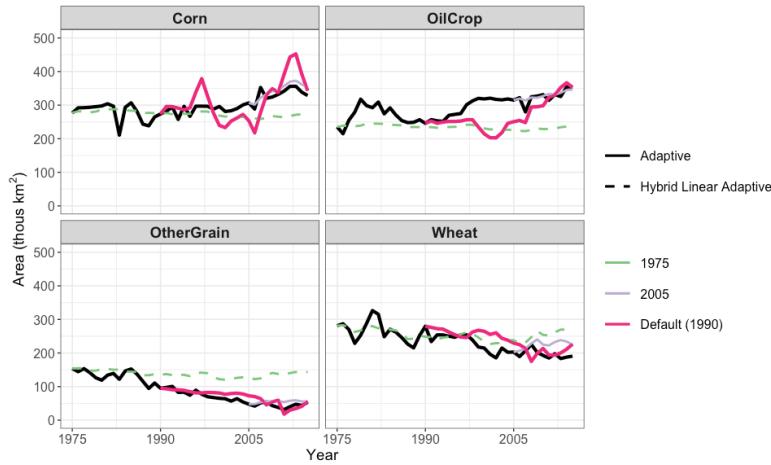 Corn
OilCrop
500
400
300
200
100
0
OtherGrain
Wheat
500
400
300
200
100
0
1975
1990
2005
1975
1990
2005
Year
Area (thous km²)
Adaptive
Hybrid Linear Adaptive
1975
2005
Default (1990)